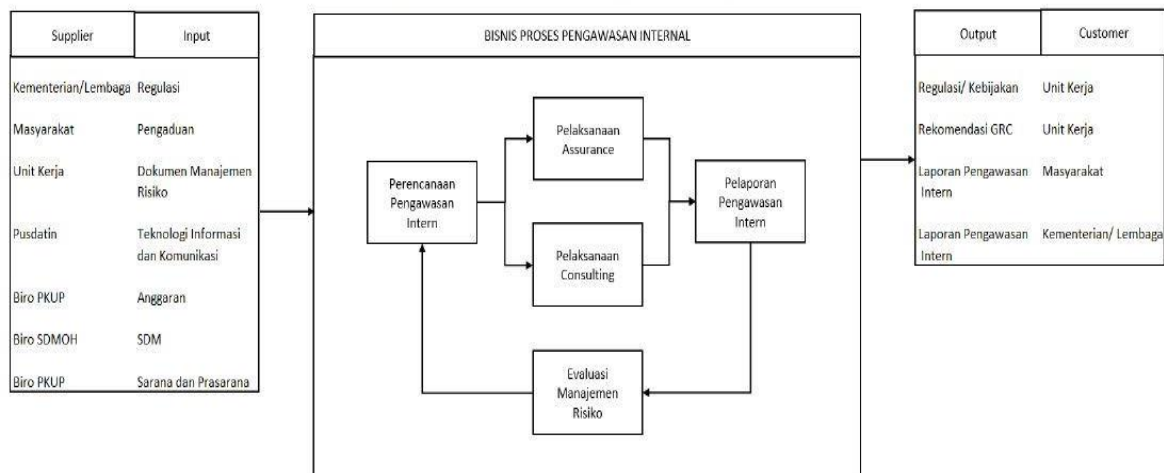 Supplier Input
Kementerian/Lembaga Regulasi
Masyarakat Pengaduan
Unit Kerja Dokumen Manajemen
Risiko
Pusdatin Teknologi Informasi
dan Komunikasi
Biro PKUP Anggaran
Biro SDMOH SDM
Biro PKUP Sarana dan Prasarana
BISNIS PROSES PENGAWASAN INTERNAL
Perencanaan
Pengawasan
Intern
Pelaksanaan
Assurance
Pelaksanaan
Consulting
Pelaporan
Pengawasan
Intern
Evaluasi
Manajemen
Risiko
Output Customer
Regulasi/ Kebijakan Unit Kerja
Rekomendasi GRC Unit Kerja
Laporan Pengawasan Masyarakat
Intern
Laporan Pengawasan Kementerian/ Lembaga
Intern